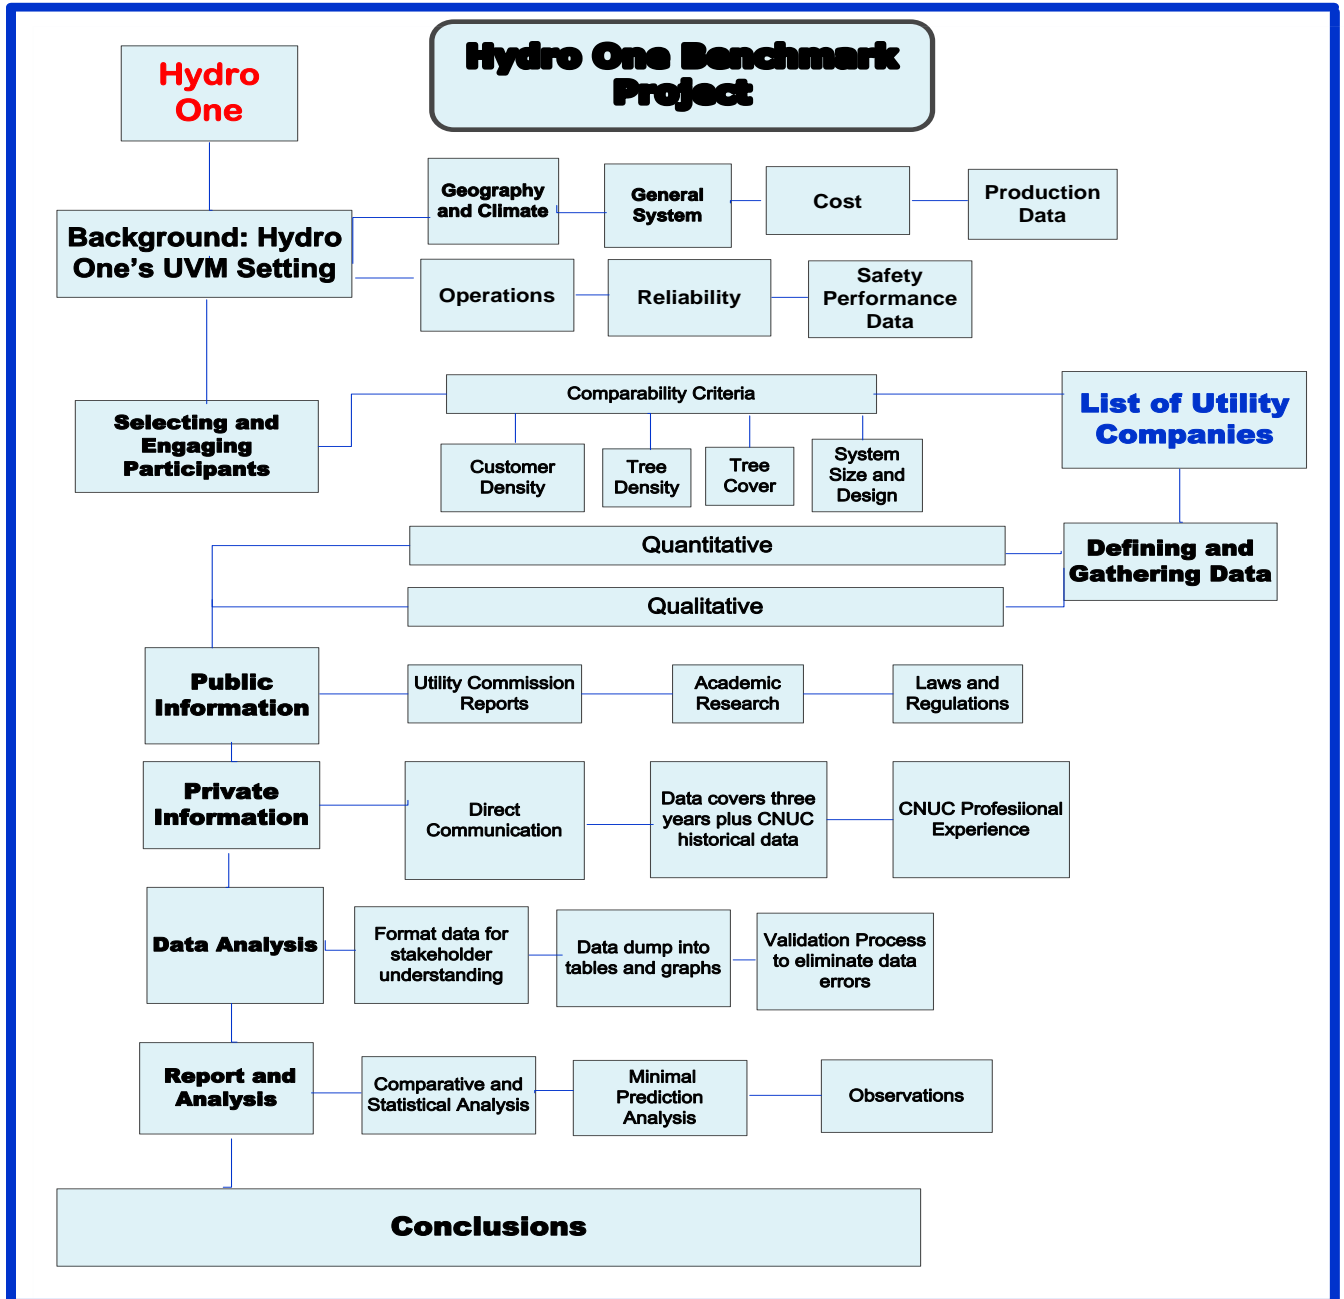 Hydro One Benchmark
Project
Hydro
One
Geography
and Climate
General
System
Cost
Production
Data
Background: Hydro
One’s UVM Setting
Operations
Reliability
Safety
Performance
Data
Comparability Criteria
List of Utility
Companies
Selecting and
Engaging
Participants
Customer
Density
Tree
Density
Tree
Cover
System
Size and
Design
Quantitative
Defining and
Gathering Data
Qualitative
Public
Information
Utility Commission
Reports
Academic
Research
Laws and
Regulations
Private
Information
Direct
Communication
Data covers three
years plus CNUC
historical data
CNUC Profesiional
Experience
Data Analysis
Format data for
stakeholder
understanding
Data dump into
tables and graphs
Validation Process
to eliminate data
errors
Report and
Analysis
Comparative and
Statistical Analysis
Minimal
Prediction
Analysis
Observations
Conclusions